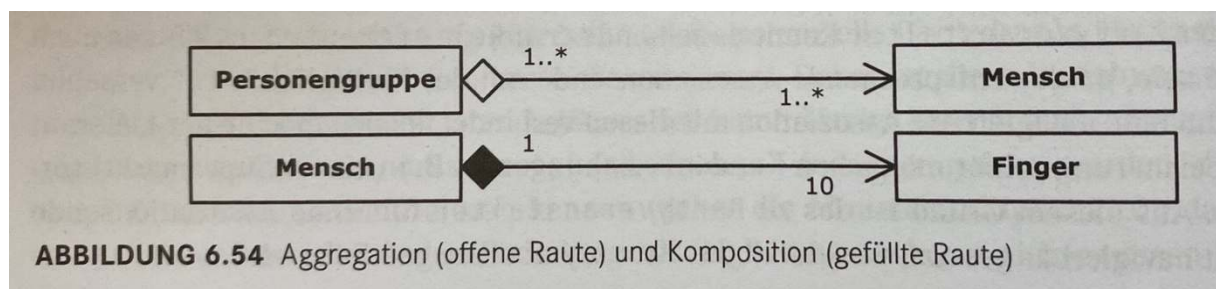 Personengruppe 1..* 1..* Mensch
Mensch 1 10 Finger
ABBILDUNG 6.54 Aggregation (offene Raute) und Komposition (gefüllte Raute)